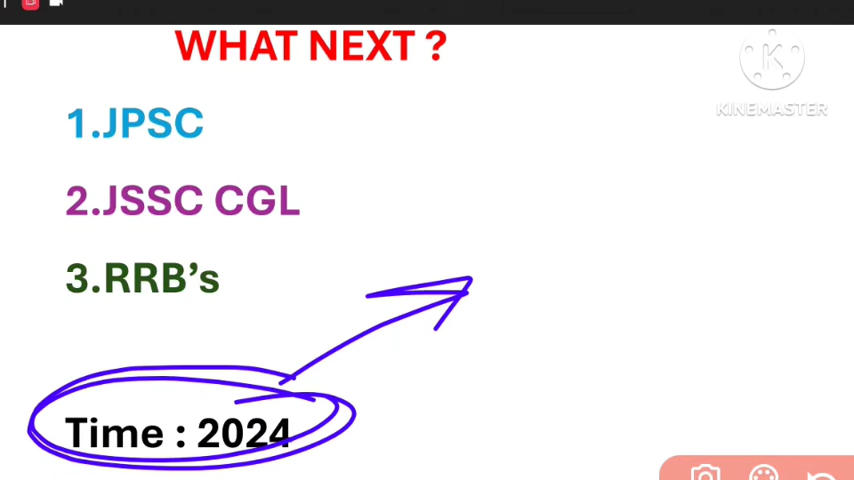 WHAT NEXT ?
KINEMASTER
1.JPSC
2.JSSC CGL
3.RRB’s
Time : 2024